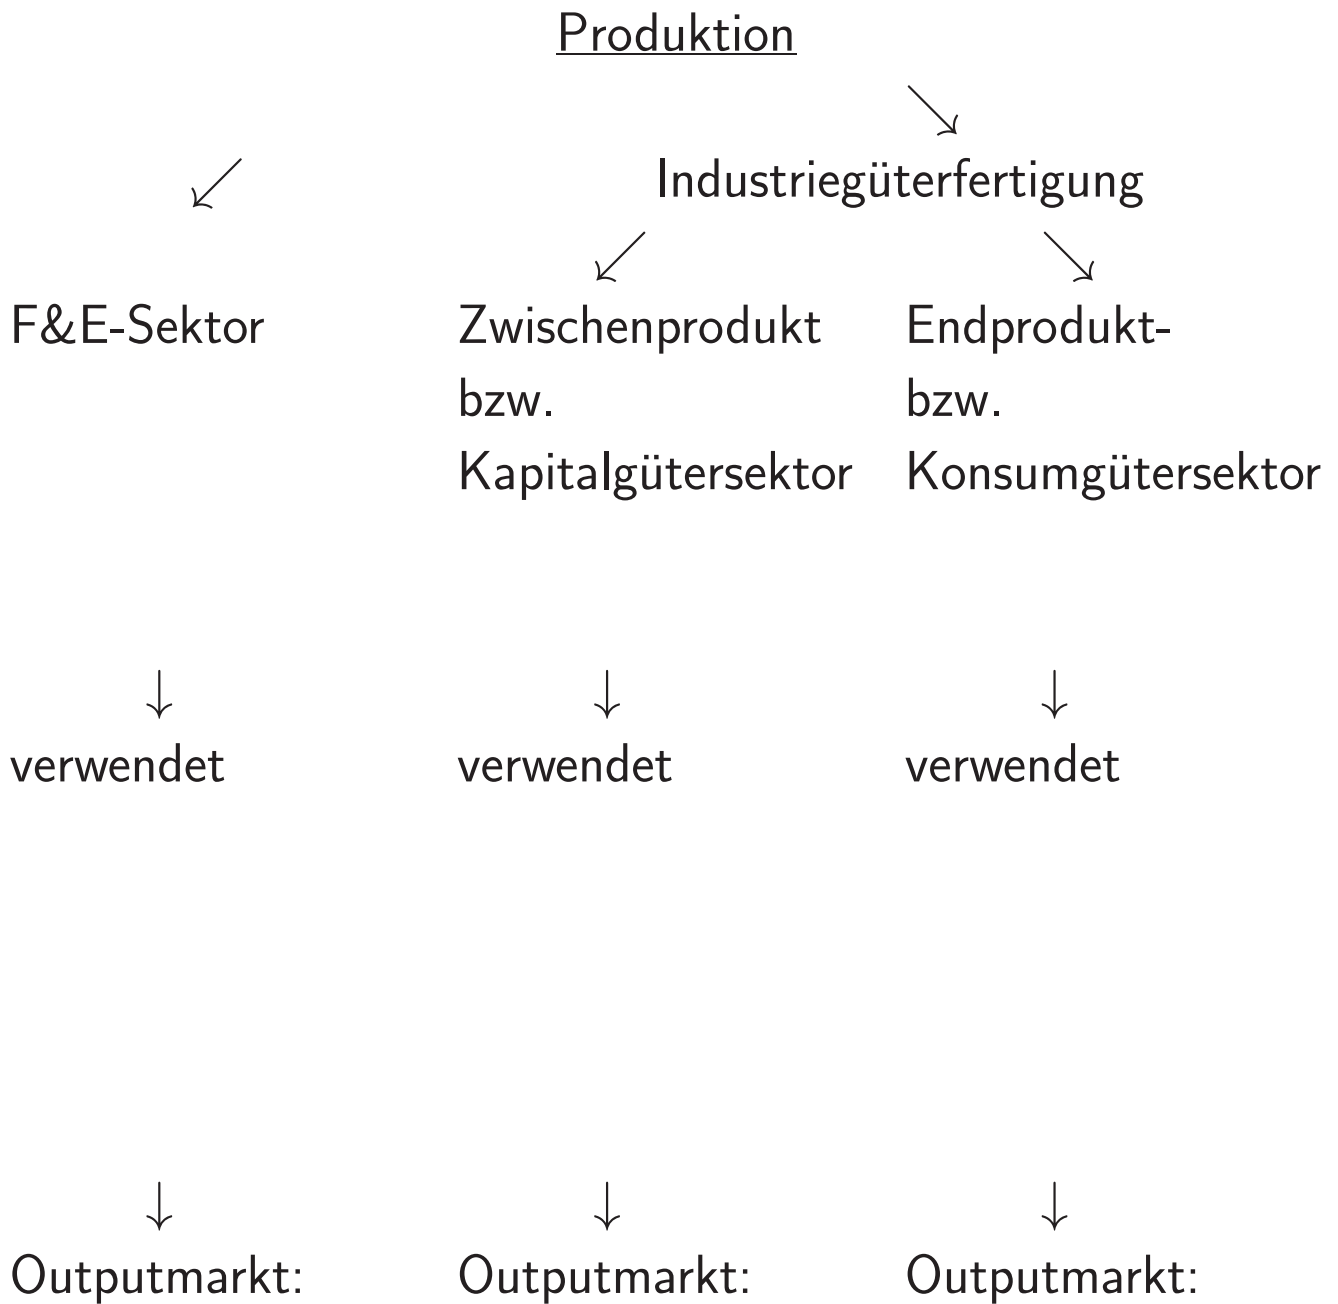 Produktion
Industriegüterfertigung
F&E-Sektor Zwischenprodukt Endprodukt-
bzw. bzw.
Kapitalgütersektor Konsumgütersektor
verwendet verwendet verwendet
Outputmarkt: Outputmarkt: Outputmarkt: